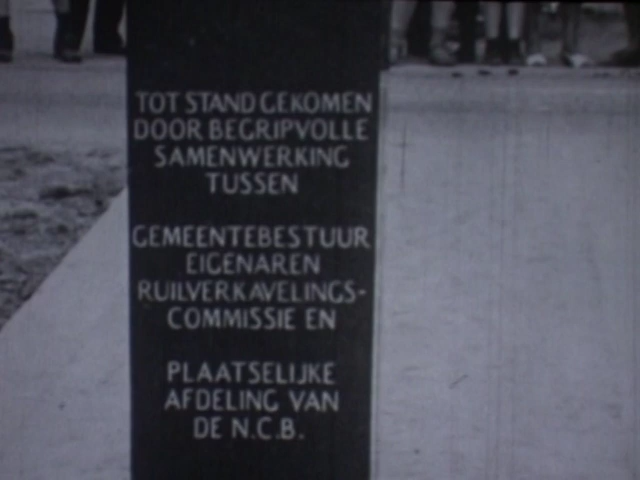 TOT STAND GEKOMEN
DOOR BEGRIPVOLLE
SAMENWERKING
TUSSEN
GEMEENTEBESTUUR
EIGENAREN
RUILVERKAVELINGS-
COMMISSIE EN
PLAATSELIJKE
AFDELING VAN
DE N.C.B.